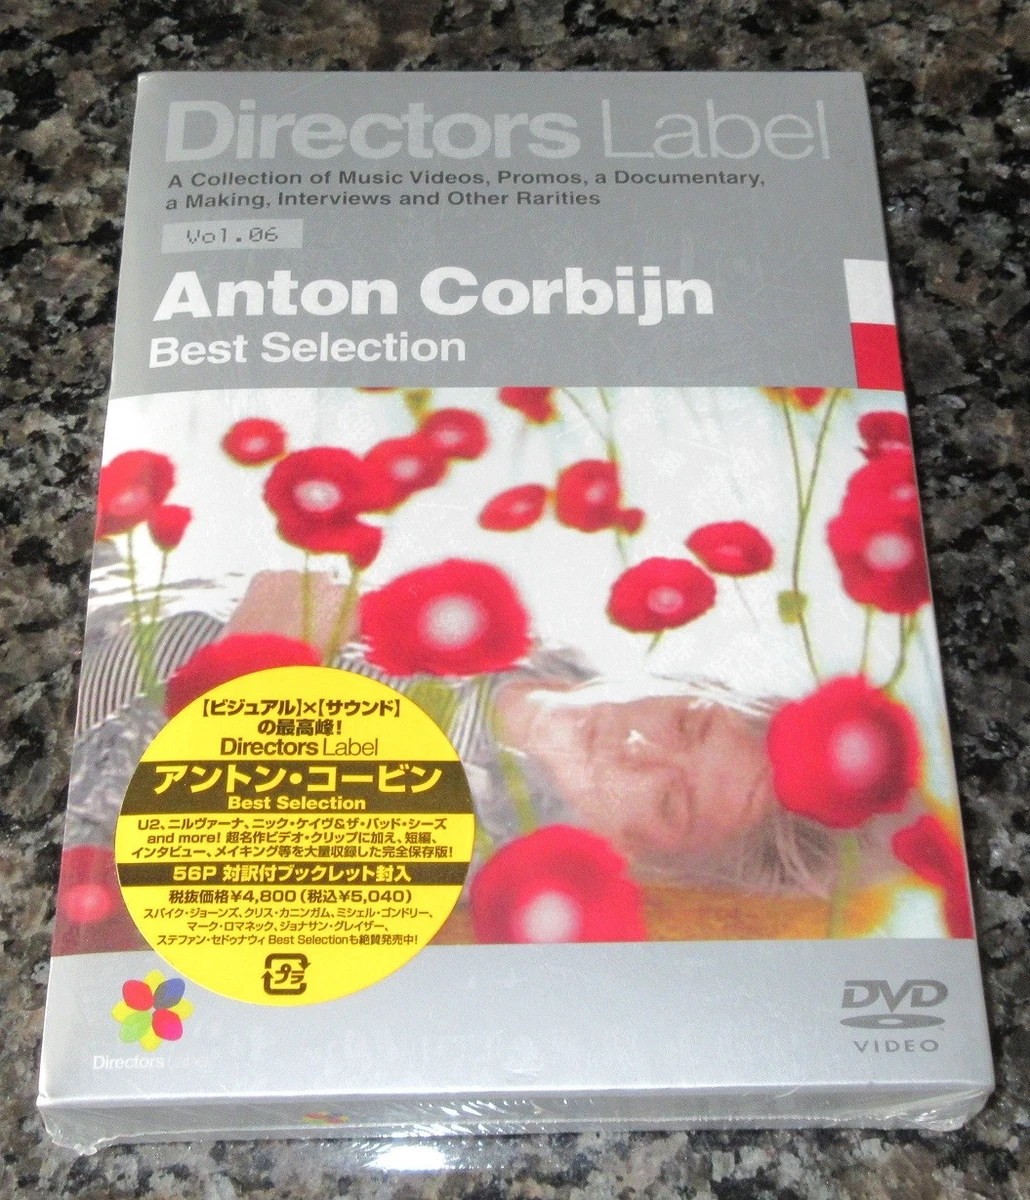 Directors Label
A Collection of Music Videos, Promos, a Documentary,
a Making, Interviews and Other Rarities
Vol.06
Anton Corbijn
Best Selection
【ビジュアル】×【サウンド】
の最高峰!
Directors Label
アントン・コービン
Best Selection
U2、ニルヴァーナ、ニック・ケイヴ&ザ・バッド・シーズ
and more! 超名作ビデオ・クリップに加え、短編、
インタビュー、メイキング等を大量収録した完全保存版!
56P 対訳付ブックレット封入
税抜価格¥4,800(税込¥5,040)
スパイク・ジョーンズ、クリス・カニンガム、ミシェル・ゴンドリー、
マーク・ロマネック、ジョナサン・グレイザー、
ステファン・セドゥナウィ Best Selectionも絶賛発売中!
プラ
Directors Label
DVD
VIDEO